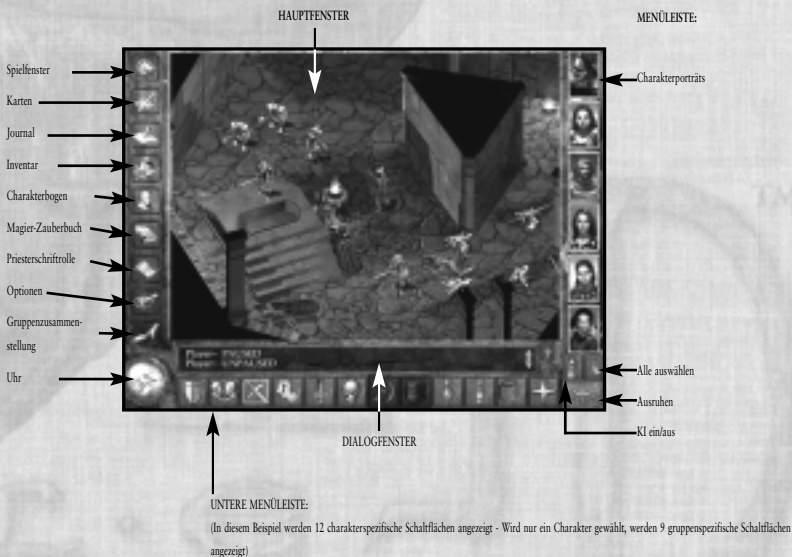 HAUPTFENSTER
MENÜLEISTE:
Spielfenster
Karten
Journal
Inventar
Charakterbogen
Magier-Zauberbuch
Priesterschriftrolle
Optionen
Gruppenzusammen-
stellung
Uhr
Charakterporträts
PAUSED
UNPAUSED
Alle auswählen
Ausruhen
KI ein/aus
DIALOGFENSTER
UNTERE MENÜLEISTE:
(In diesem Beispiel werden 12 charakterspezifische Schaltflächen angezeigt - Wird nur ein Charakter gewählt, werden 9 gruppenspezifische Schaltflächen
angezeigt)